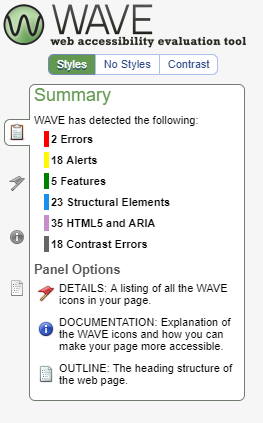 WAVE
web accessibility evaluation tool
Styles No Styles Contrast
Summary
WAVE has detected the following:
2 Errors
18 Alerts
5 Features
23 Structural Elements
35 HTML5 and ARIA
18 Contrast Errors
Panel Options
DETAILS: A listing of all the WAVE
icons in your page.
DOCUMENTATION: Explanation of
the WAVE icons and how you can
make your page more accessible.
OUTLINE: The heading structure of
the web page.